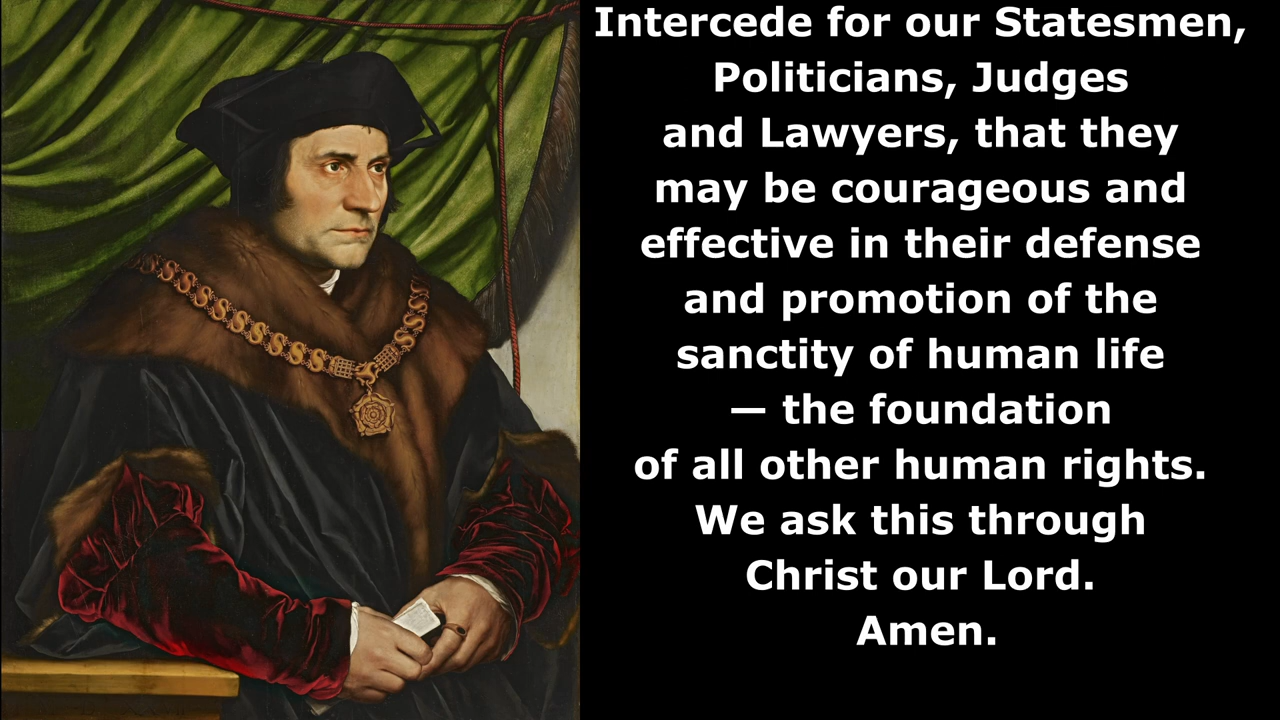 Intercede for our Statesmen,
Politicians, Judges
and Lawyers, that they
may be courageous and
effective in their defense
and promotion of the
sanctity of human life
— the foundation
of all other human rights.
We ask this through
Christ our Lord.
Amen.